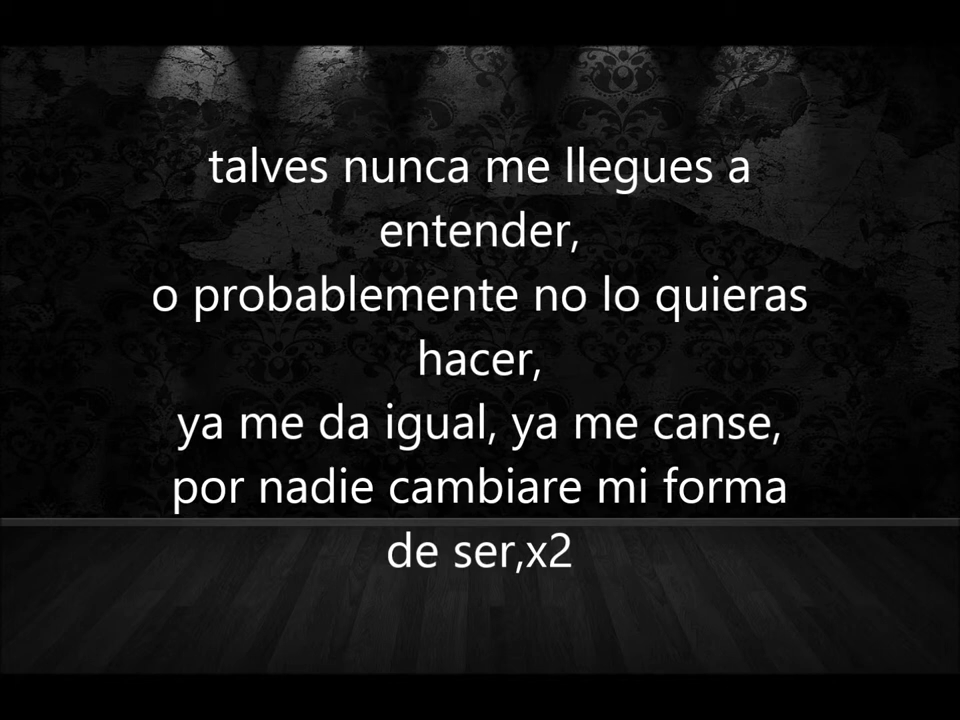 talves nunca me llegues a
entender,
o probablemente no lo quieras
hacer,
ya me da igual, ya me canse,
por nadie cambiare mi forma
de ser,x2